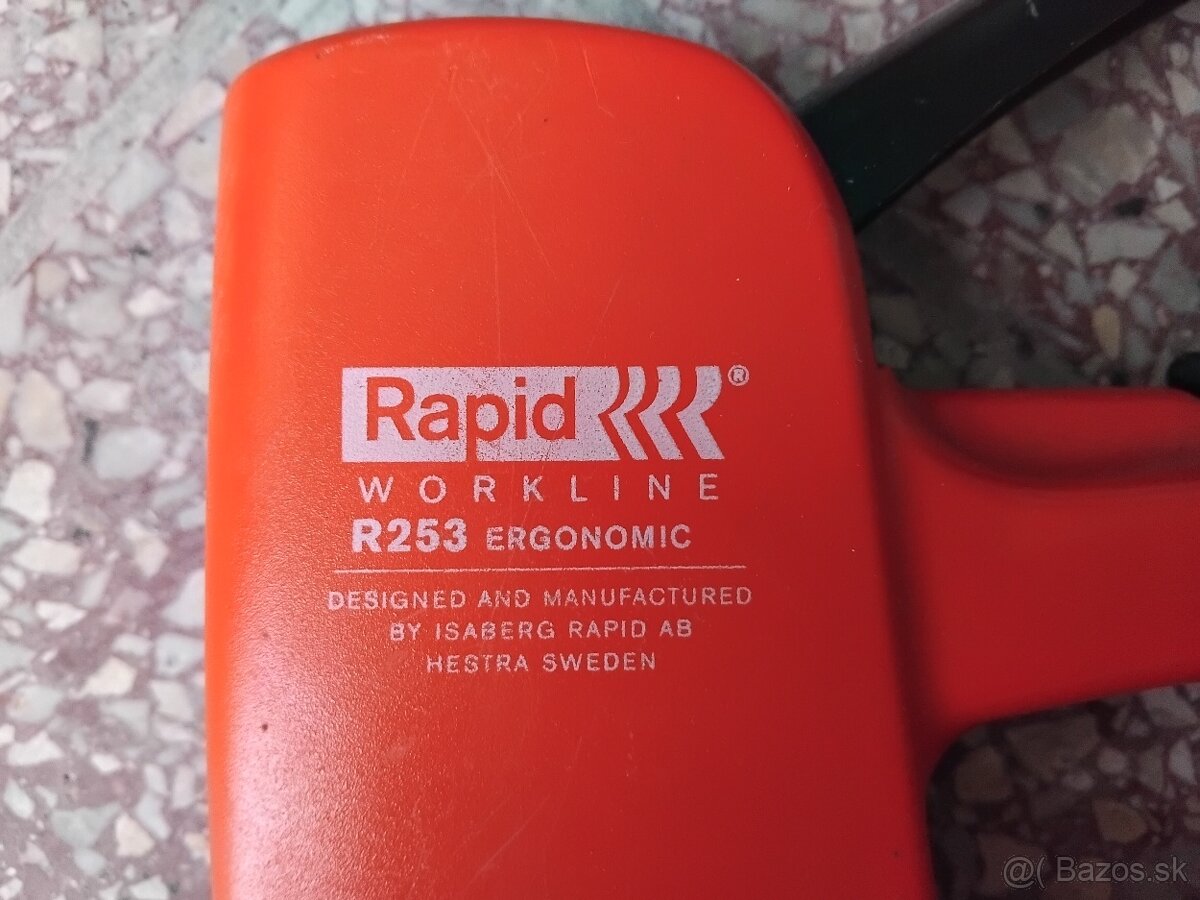 Rapid ®
WORKLINE
R253 ERGONOMIC
DESIGNED AND MANUFACTURED
BY ISABERG RAPID AB
HESTRA SWEDEN
@( Bazos.sk